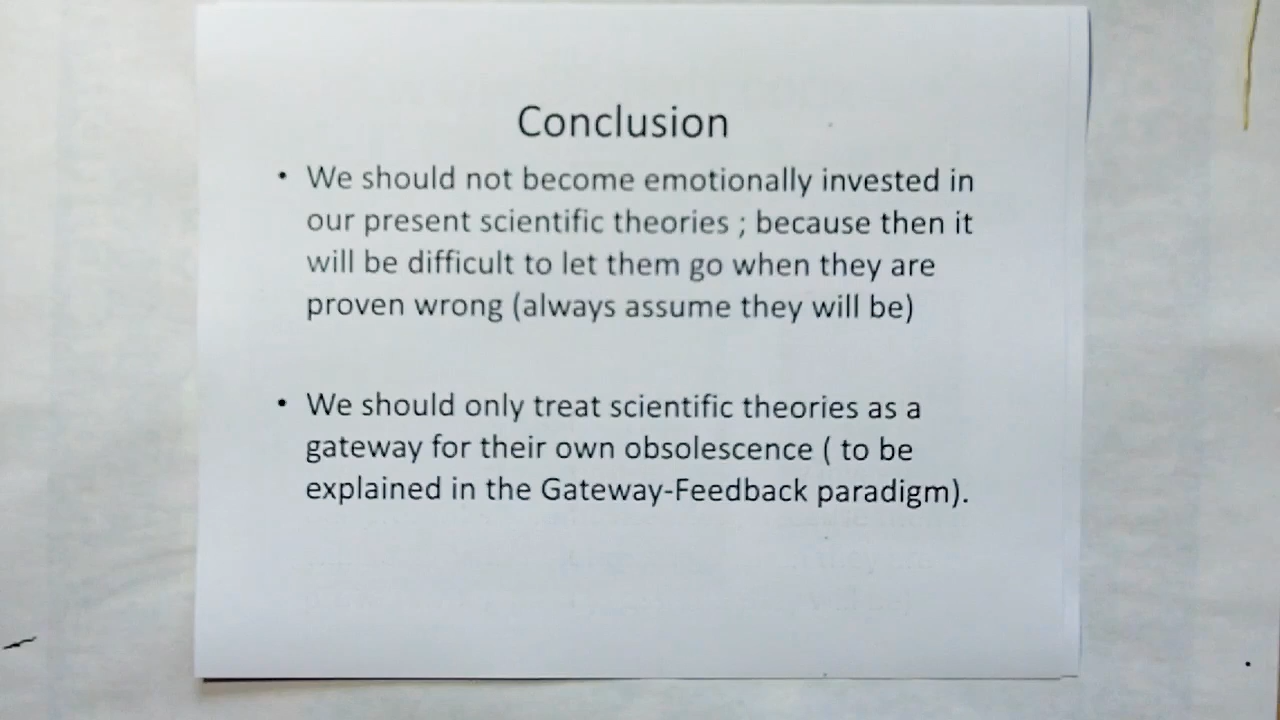 Conclusion
• We should not become emotionally invested in
our present scientific theories ; because then it
will be difficult to let them go when they are
proven wrong (always assume they will be)
• We should only treat scientific theories as a
gateway for their own obsolescence ( to be
explained in the Gateway-Feedback paradigm).